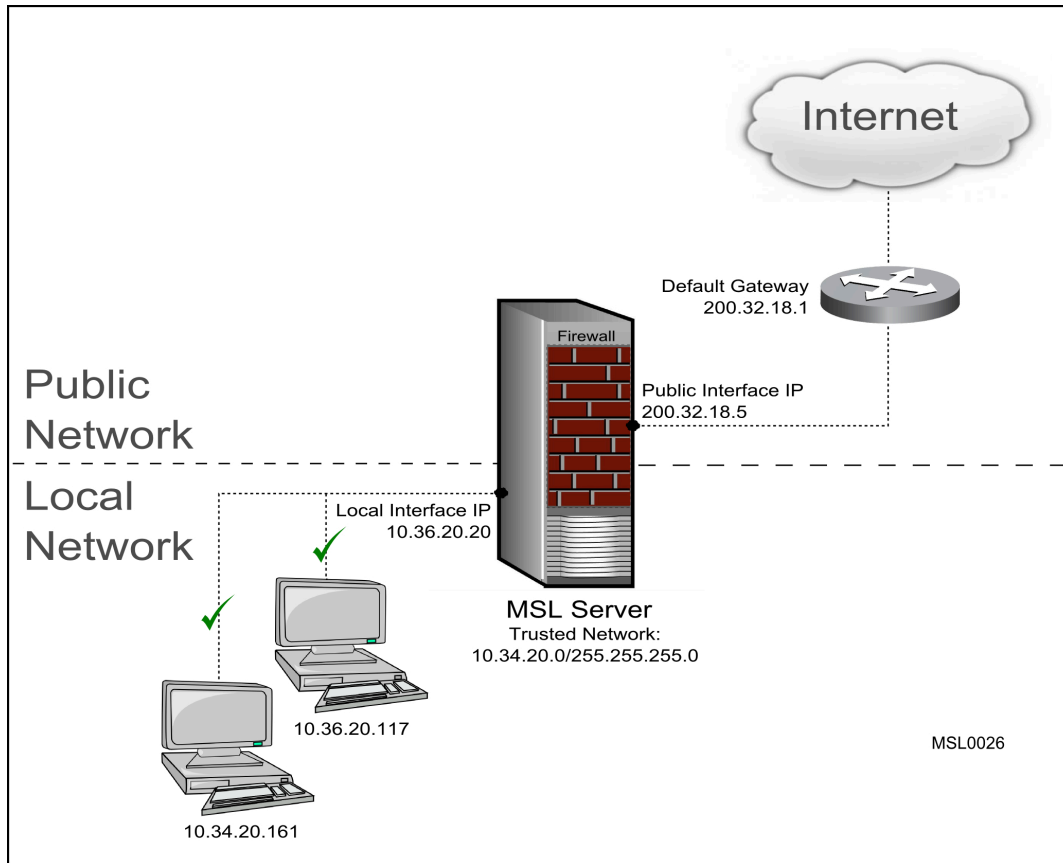 Internet
Default Gateway
200.32.18.1
Firewall
Public Interface IP
200.32.18.5
Public
Network
Local
Network
Local Interface IP
10.36.20.20
MSL Server
Trusted Network:
10.34.20.0/255.255.255.0
10.36.20.117
MSL0026
10.34.20.161